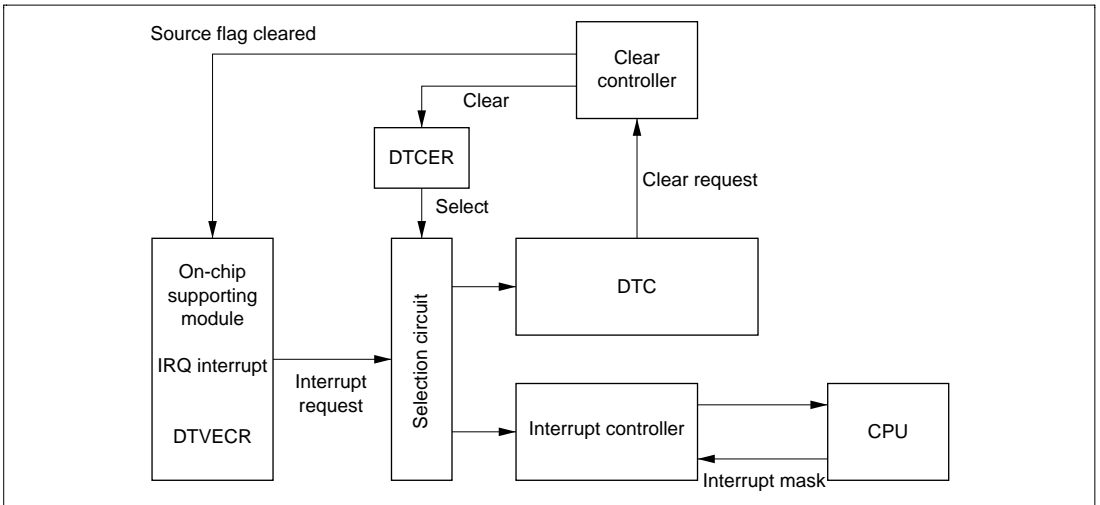 Source flag cleared
Clear
controller
Clear
DTCER
Clear request
Select
On-chip
supporting
module
DTC
Selection circuit
IRQ interrupt
Interrupt
request
DTVECR
Interrupt controller
CPU
Interrupt mask